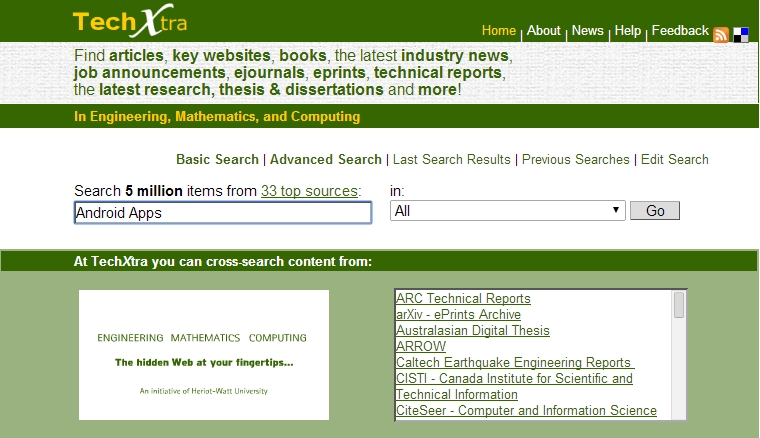 TechXtra
Home | About | News | Help | Feedback
Find articles, key websites, books, the latest industry news,
job announcements, ejournals, eprints, technical reports,
the latest research, thesis & dissertations and more!
In Engineering, Mathematics, and Computing
Basic Search | Advanced Search | Last Search Results | Previous Searches | Edit Search
Search 5 million items from 33 top sources: in:
Android Apps All Go
At TechXtra you can cross-search content from:
ENGINEERING MATHEMATICS COMPUTING
The hidden Web at your fingertips...
An initiative of Heriot-Watt University
ARC Technical Reports
arXiv - ePrints Archive
Australasian Digital Thesis
ARROW
Caltech Earthquake Engineering Reports
CISTI - Canada Institute for Scientific and
Technical Information
CiteSeer - Computer and Information Science